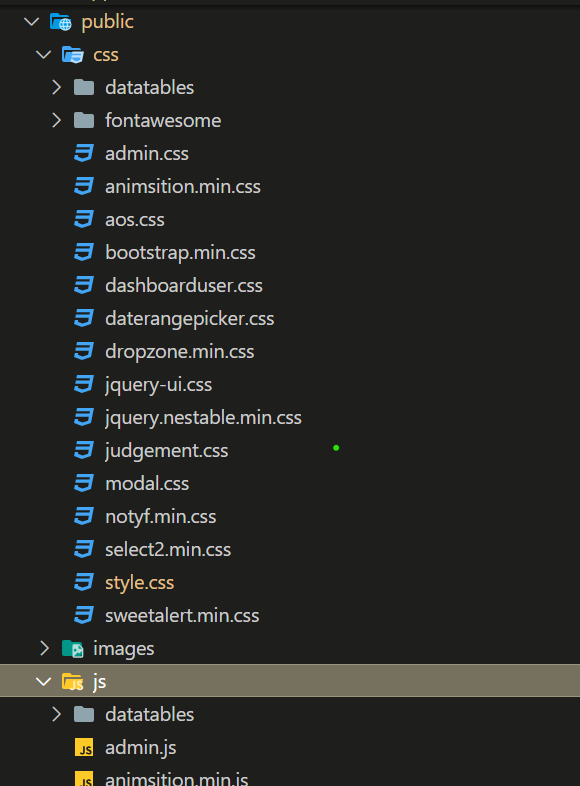 public
css
datatables
fontawesome
admin.css
animsition.min.css
aos.css
bootstrap.min.css
dashboarduser.css
daterangepicker.css
dropzone.min.css
jquery-ui.css
jquery.nestable.min.css
judgement.css
modal.css
notyf.min.css
select2.min.css
style.css
sweetalert.min.css
images
js
datatables
JS admin.js
JS animsition.min.js